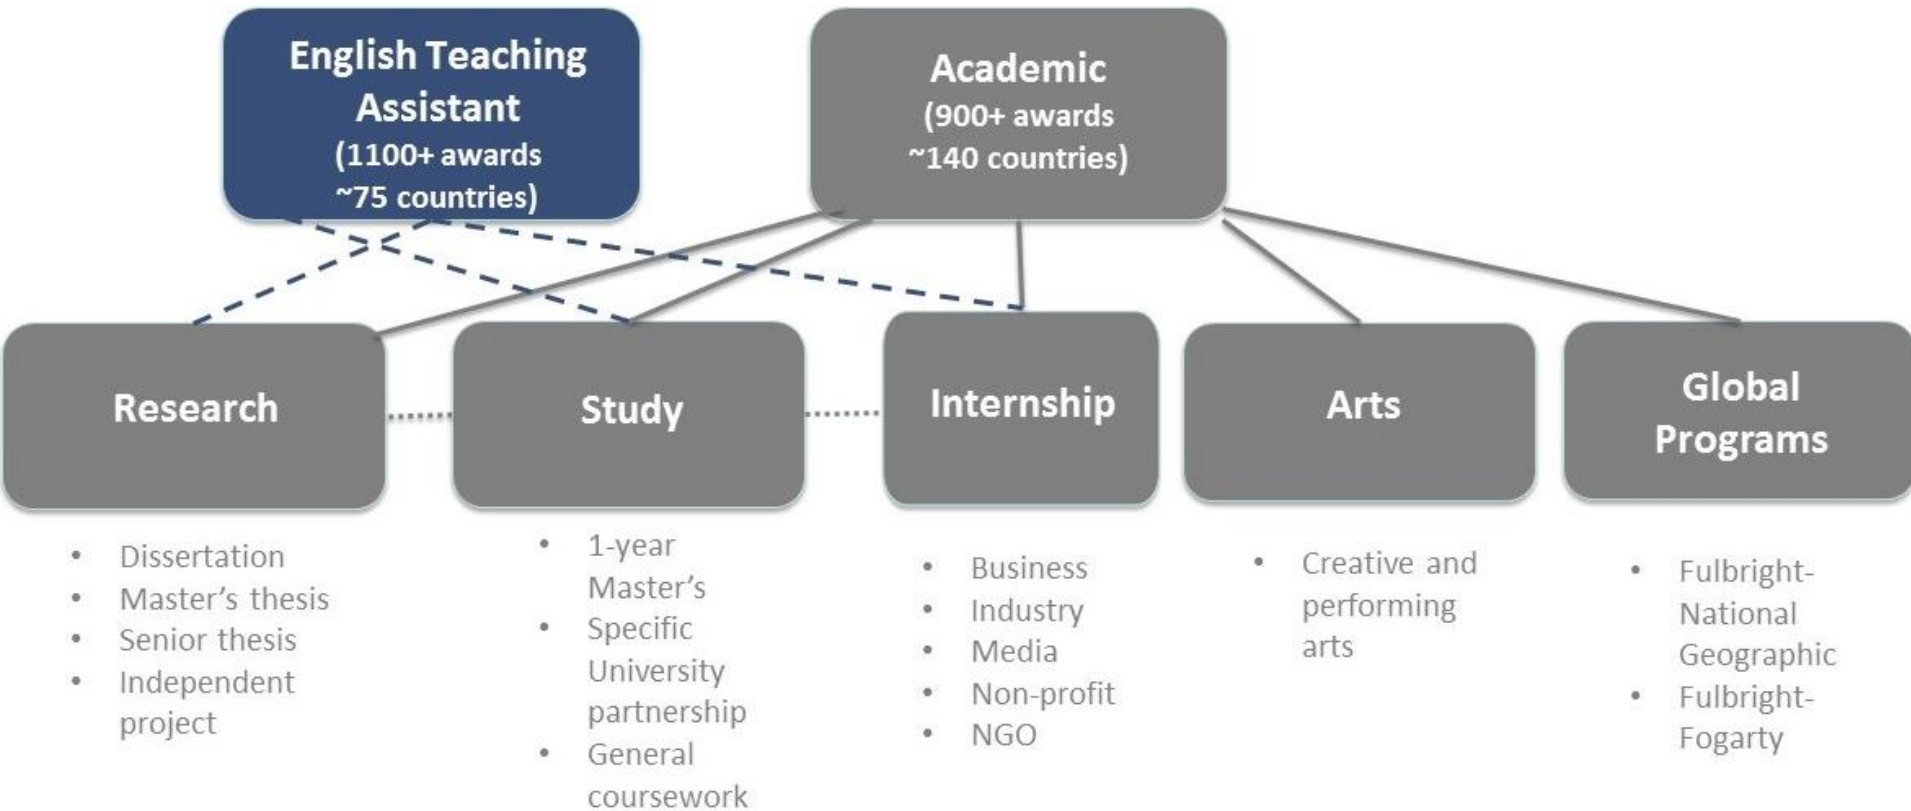 English Teaching
Assistant
(1100+ awards
~75 countries)
Academic
(900+ awards
~140 countries)
Research
Study
Internship
Arts
Global
Programs
• Dissertation
• Master's thesis
• Senior thesis
• Independent
project
• 1-year
Master's
• Specific
University
partnership
• General
coursework
• Business
• Industry
• Media
• Non-profit
• NGO
• Creative and
performing
arts
• Fulbright-
National
Geographic
• Fulbright-
Fogarty